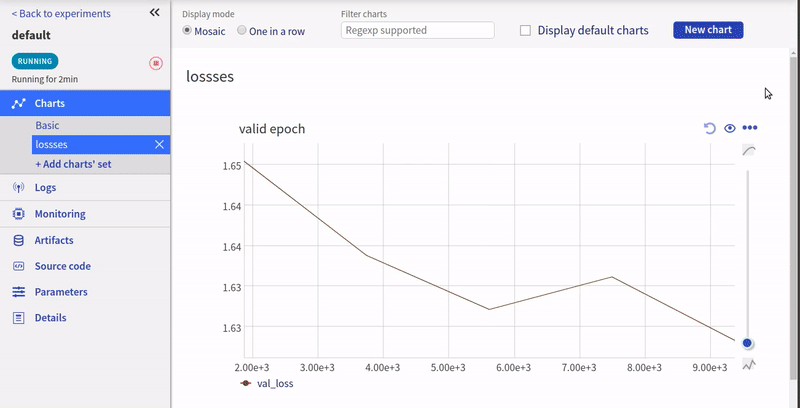 < Back to experiments
default
RUNNING
Running for 2min
Charts
Basic
lossses
+ Add charts' set
Logs
Monitoring
Artifacts
Source code
Parameters
Details
Display mode
Mosaic
One in a row
Filter charts
Regexp supported
Display default charts
New chart
lossses
valid epoch
1.65
1.64
1.64
1.63
1.63
2.00e+3 3.00e+3 4.00e+3 5.00e+3 6.00e+3 7.00e+3 8.00e+3 9.00e+3
val_loss